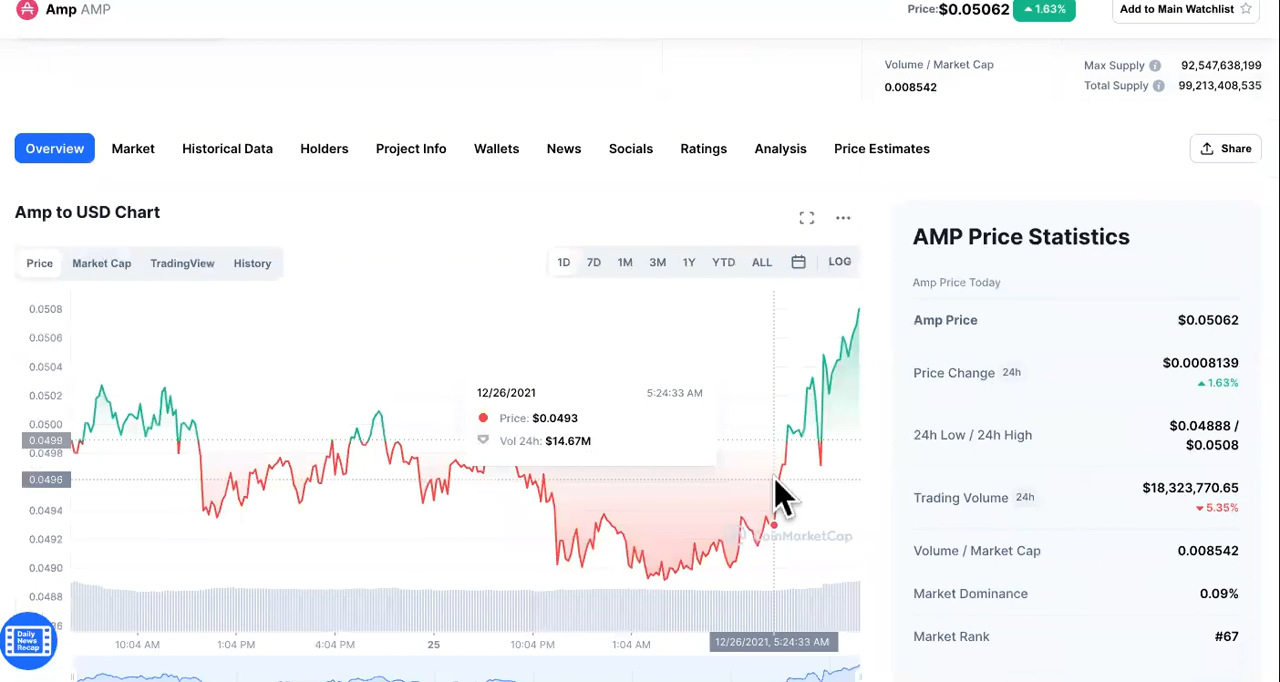 Amp AMP
Price:$0.05062 1.63%
Add to Main Watchlist
Volume / Market Cap
0.008542
Max Supply 92,547,638,199
Total Supply 99,213,408,535
Overview Market Historical Data Holders Project Info Wallets News Socials Ratings Analysis Price Estimates Share
Amp to USD Chart
Price Market Cap TradingView History
1D 7D 1M 3M 1Y YTD ALL LOG
0.0508
0.0506
0.0504
0.0502
0.0500
0.0499
0.0498
0.0496
0.0494
0.0492
0.0490
0.0488
12/26/2021 5:24:33 AM
Price: $0.0493
Vol 24h: $14.67M
CoinMarketCap
10:04 AM 1:04 PM 4:04 PM 25 10:04 PM 1:04 AM 12/26/2021, 5:24:33 AM
Daily
News
Recap
AMP Price Statistics
Amp Price Today
Amp Price $0.05062
Price Change 24h $0.0008139
1.63%
24h Low / 24h High $0.04888 /
$0.0508
Trading Volume 24h $18,323,770.65
5.35%
Volume / Market Cap 0.008542
Market Dominance 0.09%
Market Rank #67